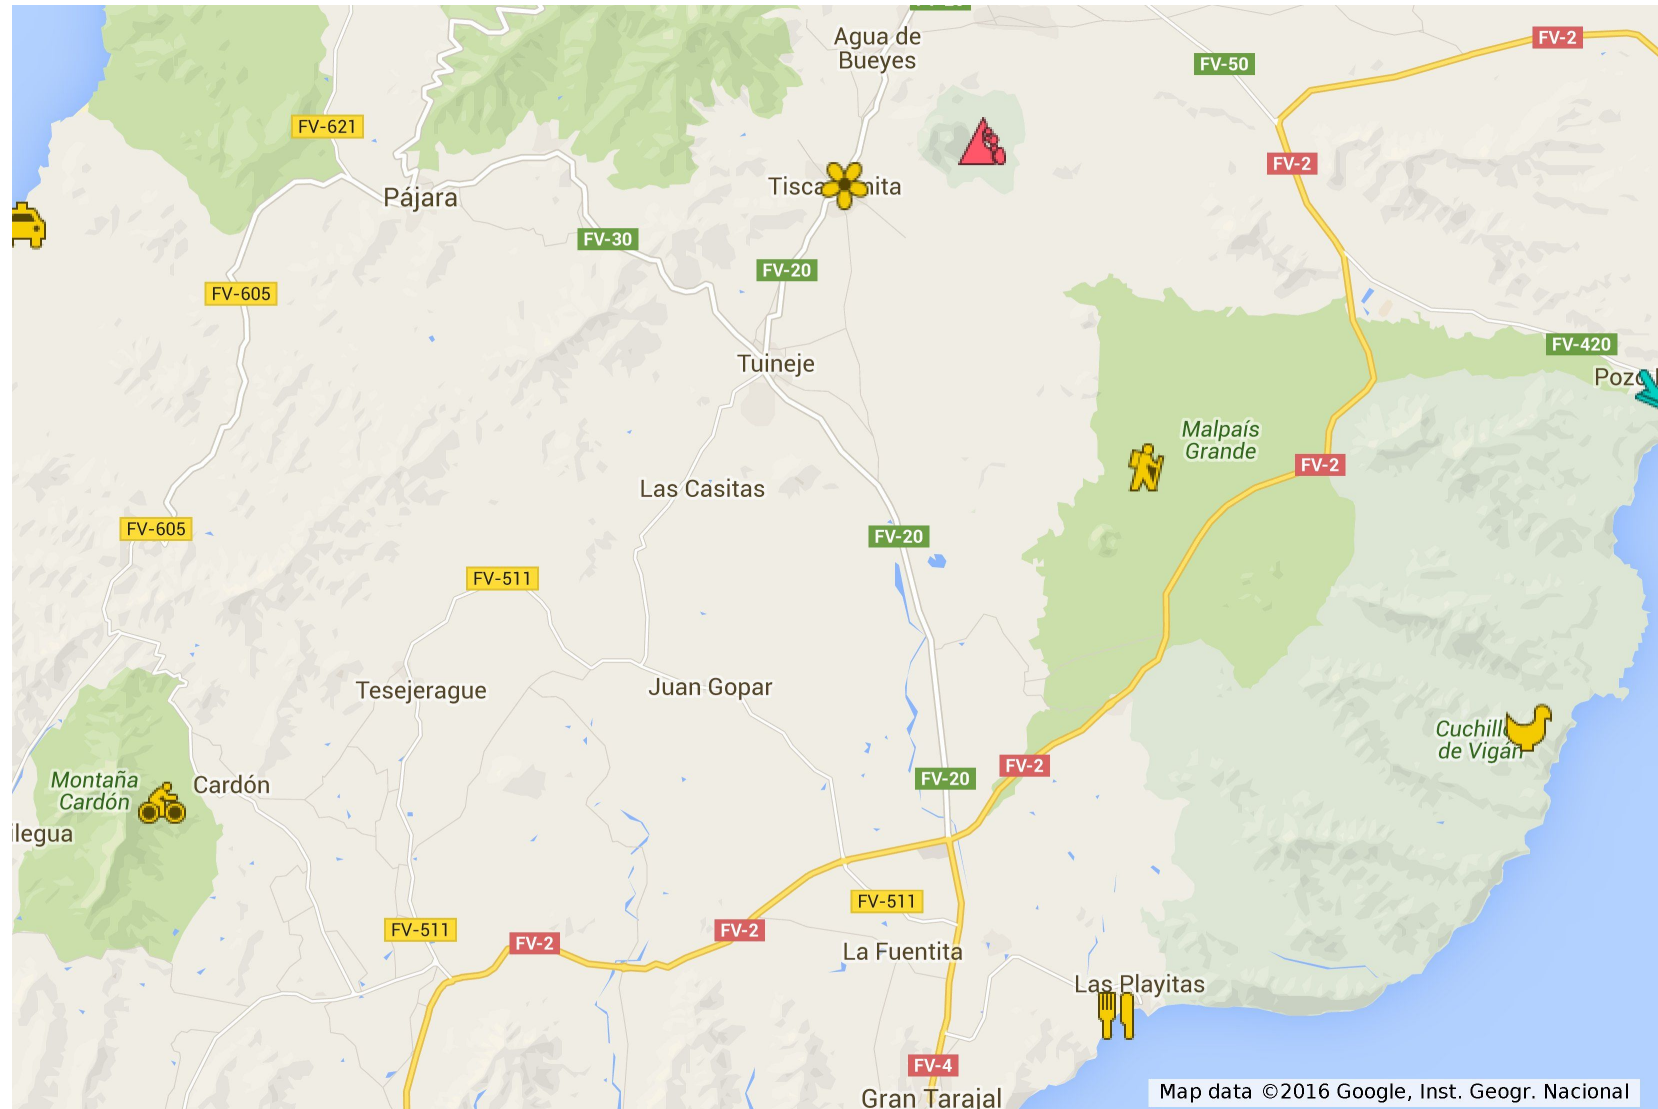 Agua de
Bueyes
FV-2
FV-50
FV-621
FV-2
Pájara
FV-30
FV-20
FV-605
FV-420
Tuineje
Malpaís
Grande
FV-2
Las Casitas
FV-605
FV-20
FV-511
Tesejerague
Juan Gopar
Cuchill
de Vigán
FV-2
FV-20
Montaña
Cardón
Cardón
ilegua
FV-511
FV-511
FV-2
FV-2
La Fuentita
Las Playitas
FV-4
Gran Tarajal
Map data ©2016 Google, Inst. Geogr. Nacional